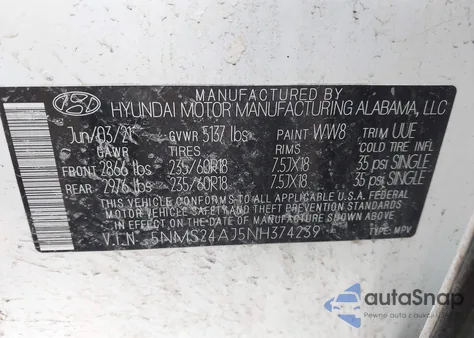 MANUFACTURED BY
HYUNDAI MOTOR MANUFACTURING ALABAMA, LLC
Jun/03/21 GVWR 5137 lbs PAINT WW8 TRIM UUE
GAWR TIRES RIMS COLD TIRE INFL
FRONT 2866 lbs 235/60R18 7.5JX18 35 psi SINGLE
REAR 2976 lbs 235/60R18 7.5JX18 35 psi SINGLE
THIS VEHICLE CONFORMS TO ALL APPLICABLE U.S.A FEDERAL
MOTOR VEHICLE SAFETY AND THEFT PREVENTION STANDARDS
IN EFFECT ON THE DATE OF MANUFACTURE SHOWN ABOVE.
V.I.N. 5NMS24AJ5NH374239 TYPE: MPV
autoSnap
Pewne auto z aukcji